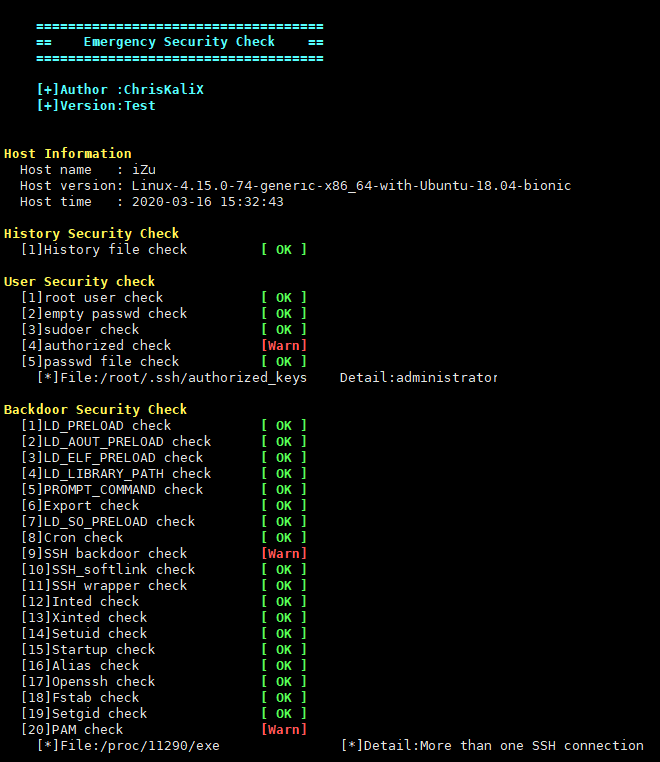 ====================================
==    Emergency Security Check    ==
====================================
[+]Author :ChrisKaliX
[+]Version:Test
Host Information
Host name   : iZu
Host version: Linux-4.15.0-74-generic-x86_64-with-Ubuntu-18.04-bionic
Host time   : 2020-03-16 15:32:43
History Security Check
[1]History file check         [ OK ]
User Security check
[1]root user check            [ OK ]
[2]empty passwd check         [ OK ]
[3]sudoer check               [ OK ]
[4]authorized check           [Warn]
[5]passwd file check          [ OK ]
[*]File:/root/.ssh/authorized_keys    Detail:administrator
Backdoor Security Check
[1]LD_PRELOAD check           [ OK ]
[2]LD_AOUT_PRELOAD check      [ OK ]
[3]LD_ELF_PRELOAD check       [ OK ]
[4]LD_LIBRARY_PATH check      [ OK ]
[5]PROMPT_COMMAND check       [ OK ]
[6]Export check               [ OK ]
[7]LD_SO_PRELOAD check        [ OK ]
[8]Cron check                 [ OK ]
[9]SSH backdoor check         [Warn]
[10]SSH_softlink check        [ OK ]
[11]SSH wrapper check         [ OK ]
[12]Inted check               [ OK ]
[13]Xinted check              [ OK ]
[14]Setuid check              [ OK ]
[15]Startup check             [ OK ]
[16]Alias check               [ OK ]
[17]Openssh check             [ OK ]
[18]Fstab check               [ OK ]
[19]Setgid check              [ OK ]
[20]PAM check                 [Warn]
[*]File:/proc/11290/exe               [*]Detail:More than one SSH connection